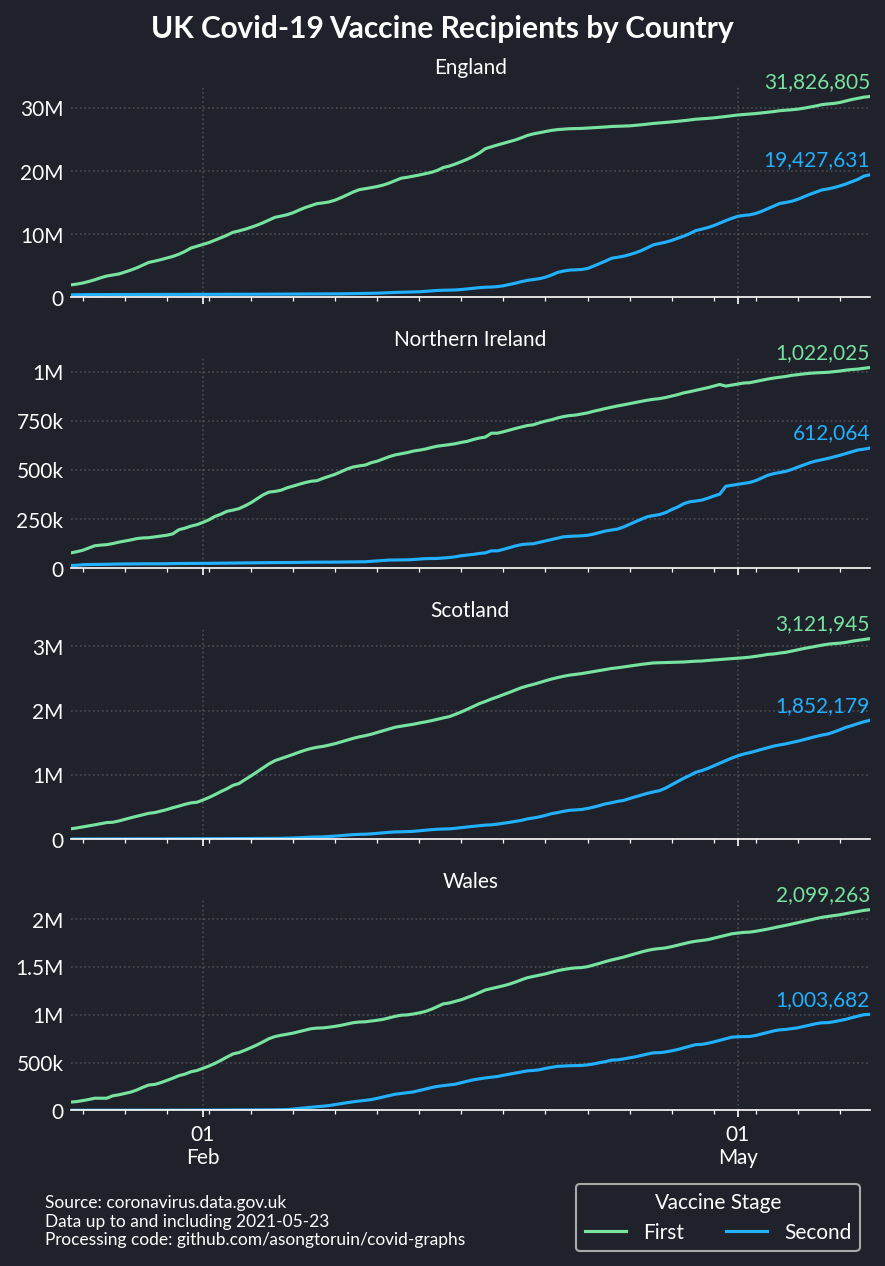 UK Covid-19 Vaccine Recipients by Country
England
31,826,805
30M
19,427,631
20M
10M
0
Northern Ireland
1,022,025
1M
750k
612,064
500k
250k
0
Scotland
3,121,945
3M
1,852,179
2M
1M
0
Wales
2,099,263
2M
1.5M
1,003,682
1M
500k
0
01
Feb
01
May
Source: coronavirus.data.gov.uk
Data up to and including 2021-05-23
Processing code: github.com/asongtoruin/covid-graphs
Vaccine Stage
First
Second